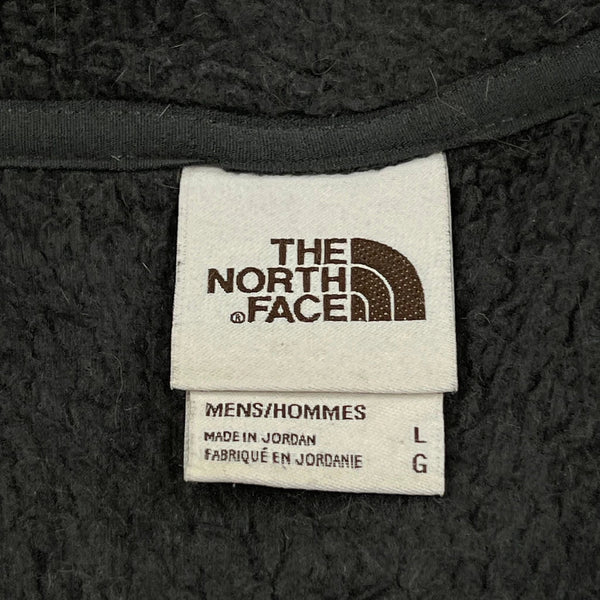 THE
NORTH
®FACE
MENS/HOMMES
MADE IN JORDAN L
FABRIQUÉ EN JORDANIE G